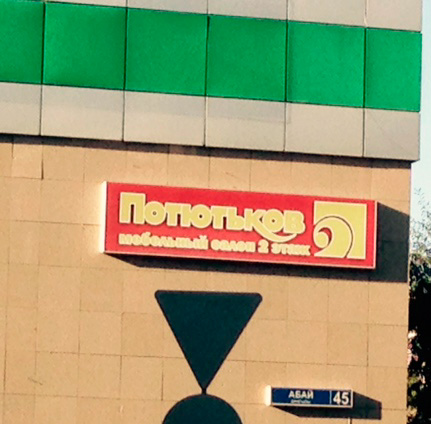 Потютьков
мебельный салон 2 этаж
АБАЙ
45